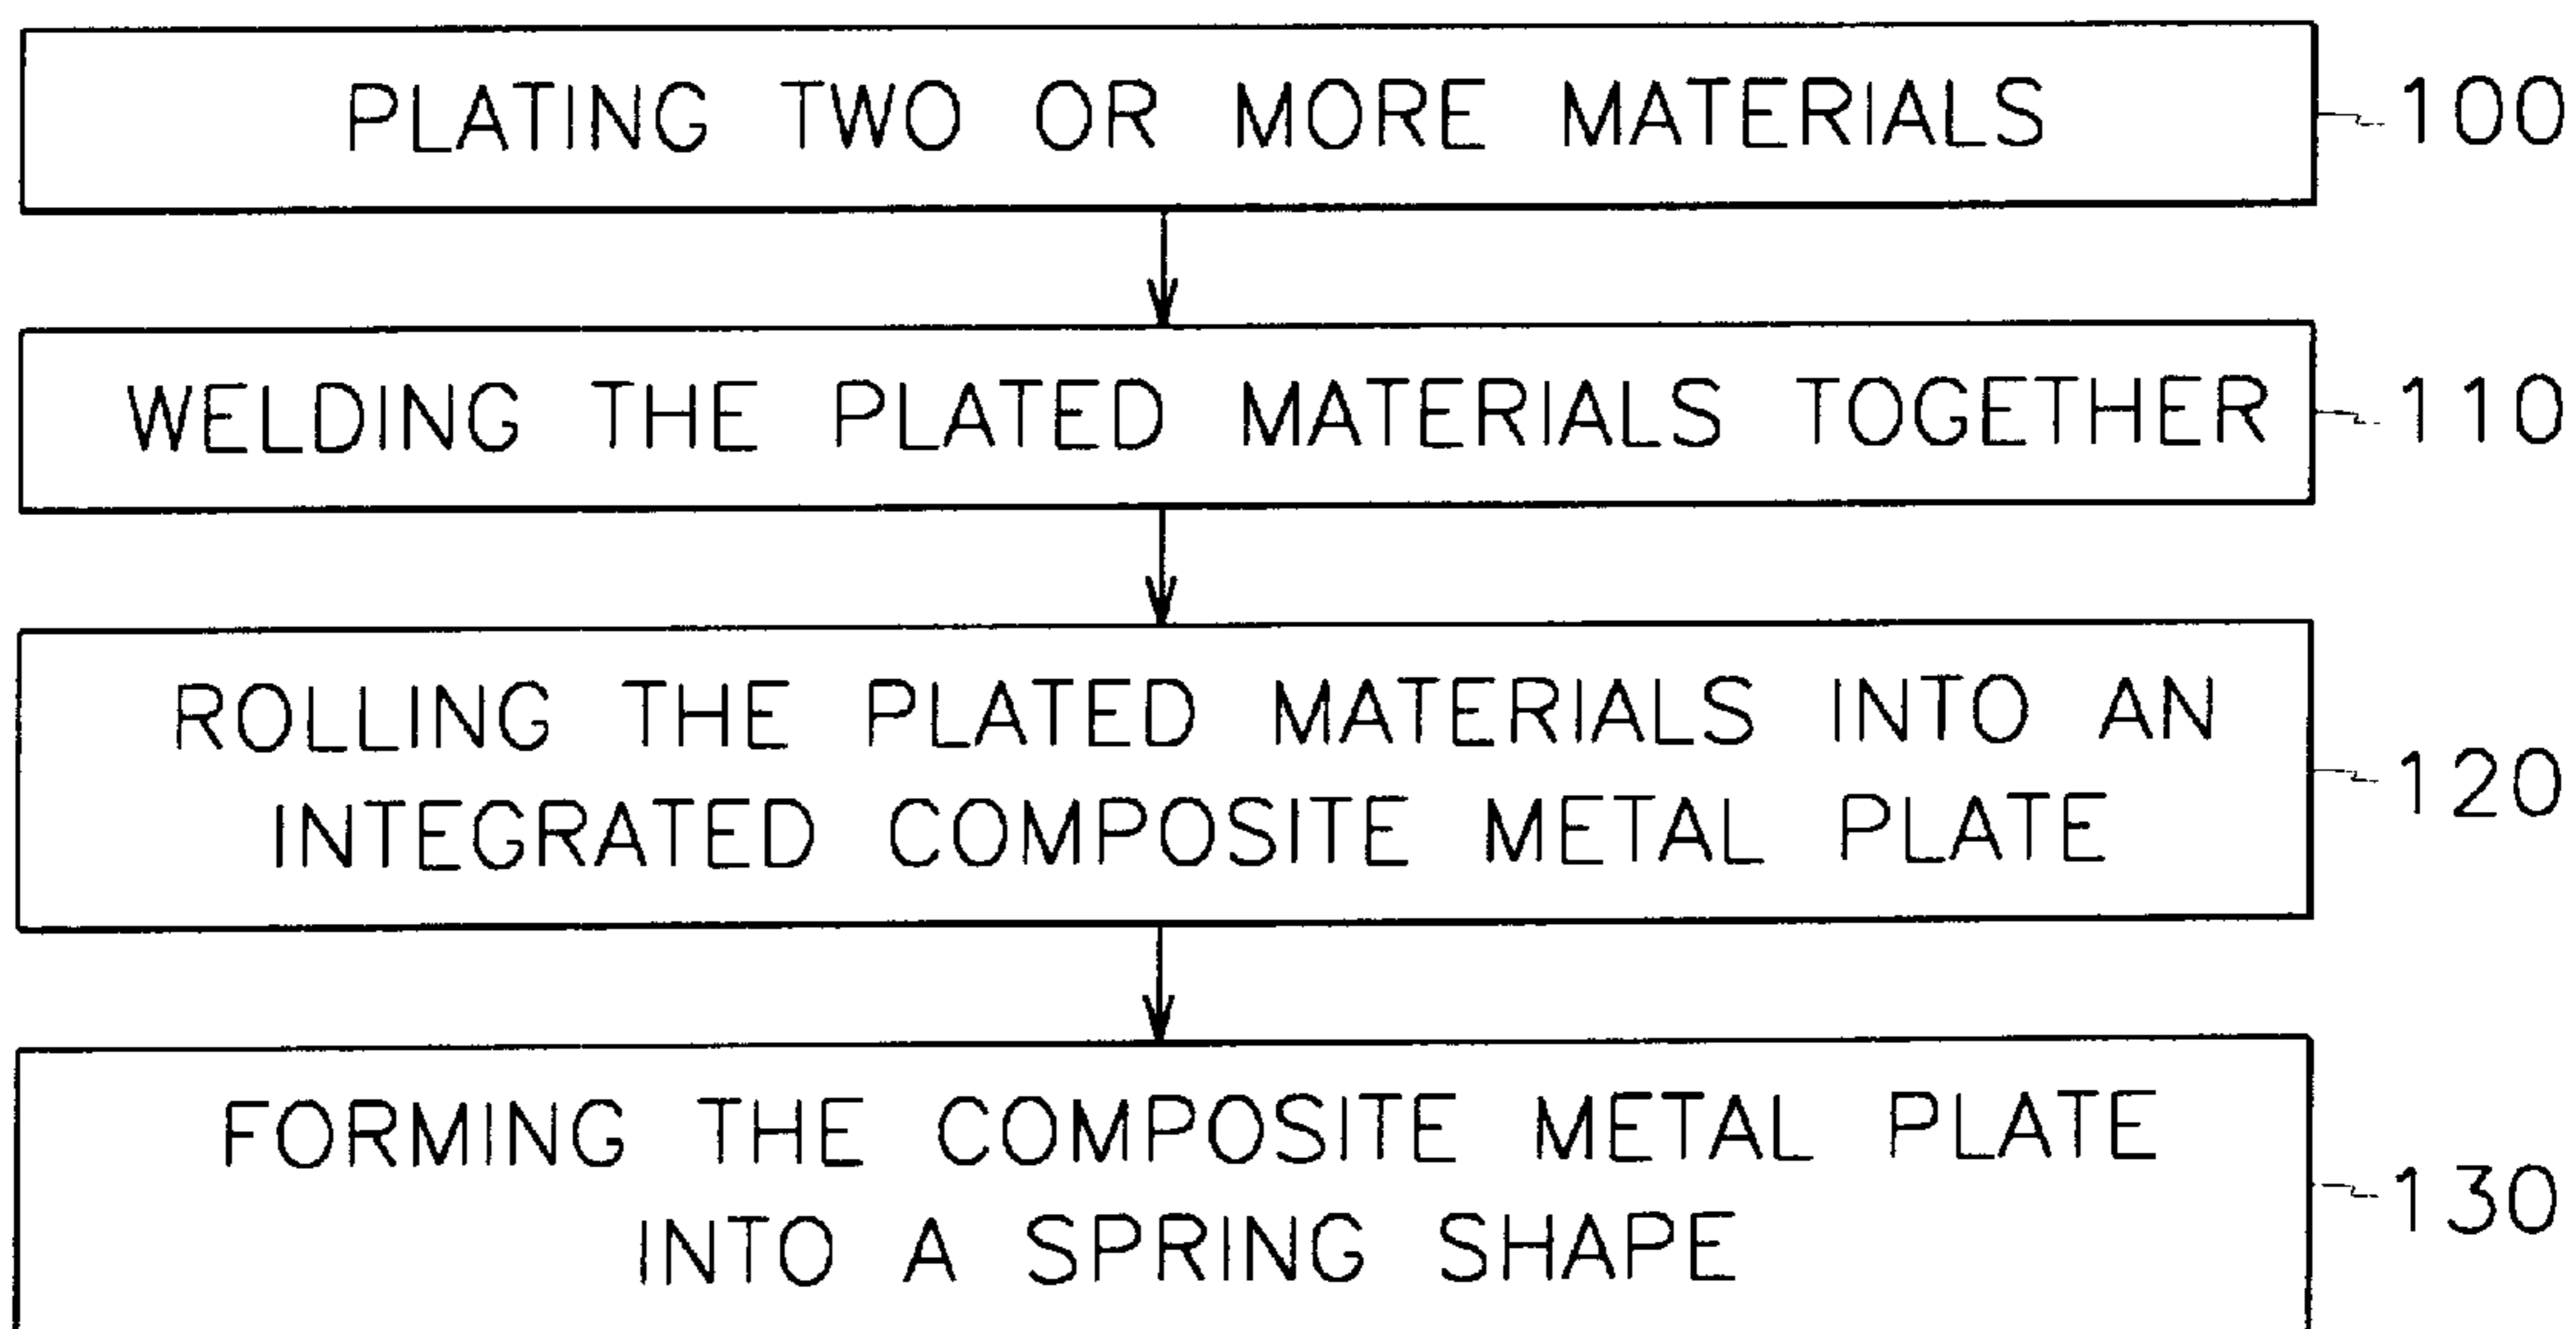 PLATING TWO OR MORE MATERIALS 100
WELDING THE PLATED MATERIALS TOGETHER 110
ROLLING THE PLATED MATERIALS INTO AN
INTEGRATED COMPOSITE METAL PLATE 120
FORMING THE COMPOSITE METAL PLATE
INTO A SPRING SHAPE 130